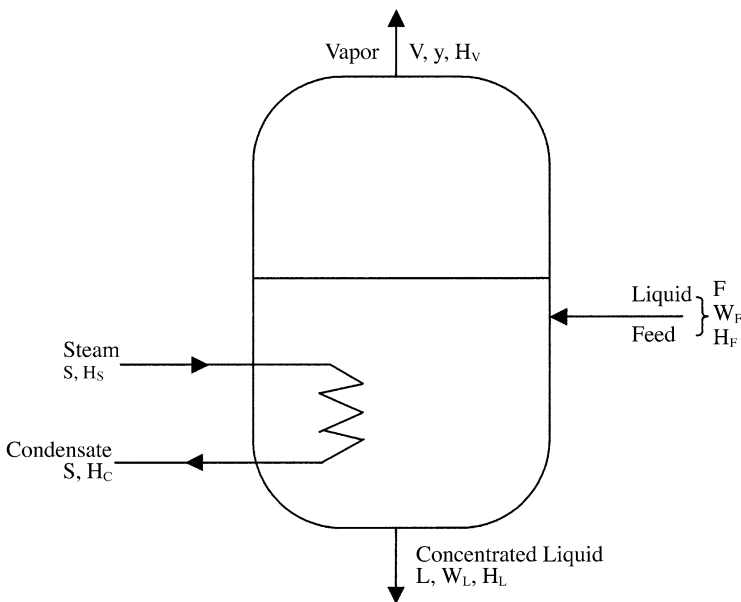 Vapor V, y, H_V
Liquid F
W_F
Feed H_F
Steam
S, H_S
Condensate
S, H_C
Concentrated Liquid
L, W_L, H_L